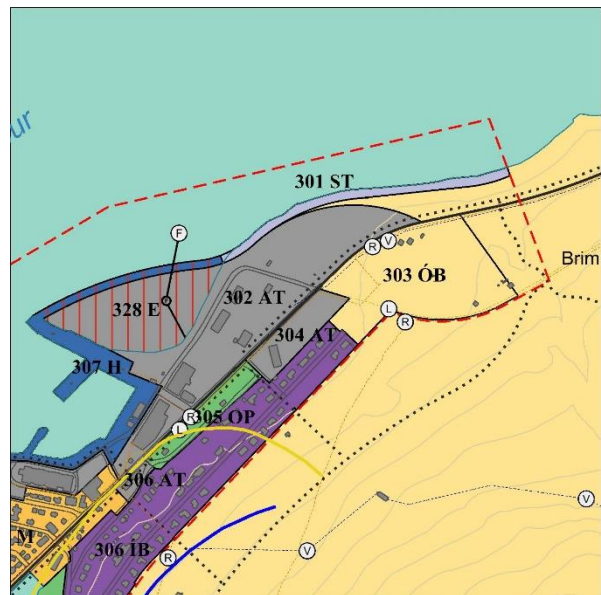 ur
301 ST
F
R
V
Brim
303 ÓB
328 E
302 AT
L
R
304 AT
307 H
R
305 OP
L
306 AT
V
M
306 ÍB
R
V